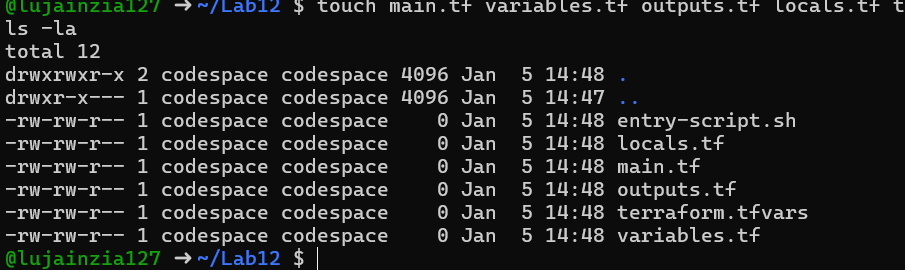 @lujainzia127 ➜ ~/Lab12 $ touch main.tf variables.tf outputs.tf locals.tf t
ls -la
total 12
drwxrwxr-x 2 codespace codespace 4096 Jan  5 14:48 .
drwxr-x--- 1 codespace codespace 4096 Jan  5 14:47 ..
-rw-rw-r-- 1 codespace codespace    0 Jan  5 14:48 entry-script.sh
-rw-rw-r-- 1 codespace codespace    0 Jan  5 14:48 locals.tf
-rw-rw-r-- 1 codespace codespace    0 Jan  5 14:48 main.tf
-rw-rw-r-- 1 codespace codespace    0 Jan  5 14:48 outputs.tf
-rw-rw-r-- 1 codespace codespace    0 Jan  5 14:48 terraform.tfvars
-rw-rw-r-- 1 codespace codespace    0 Jan  5 14:48 variables.tf
@lujainzia127 ➜ ~/Lab12 $